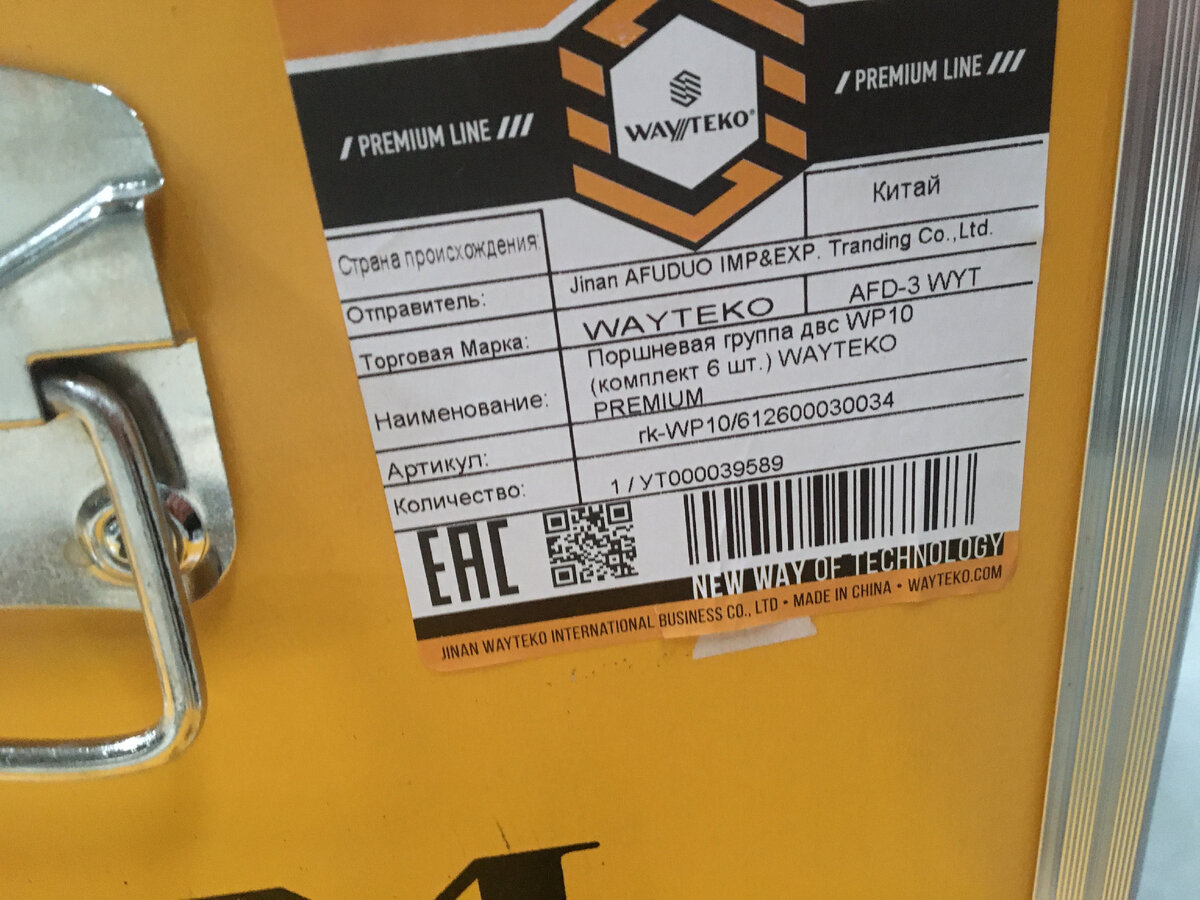 / PREMIUM LINE ///
WAY//TEKO®
/ PREMIUM LINE ///
Страна происхождения:
Китай
Отправитель:
Jinan AFUDUO IMP&EXP. Tranding Co.,Ltd.
Торговая Марка:
WAYTEKO
AFD-3 WYT
Наименование:
Поршневая группа двс WP10
(комплект 6 шт.) WAYTEKO
PREMIUM
Артикул:
rk-WP10/612600030034
Количество:
1 / УТ000039589
EAC
NEW WAY OF TECHNOLOGY
JINAN WAYTEKO INTERNATIONAL BUSINESS CO., LTD • MADE IN CHINA • WAYTEKO.COM